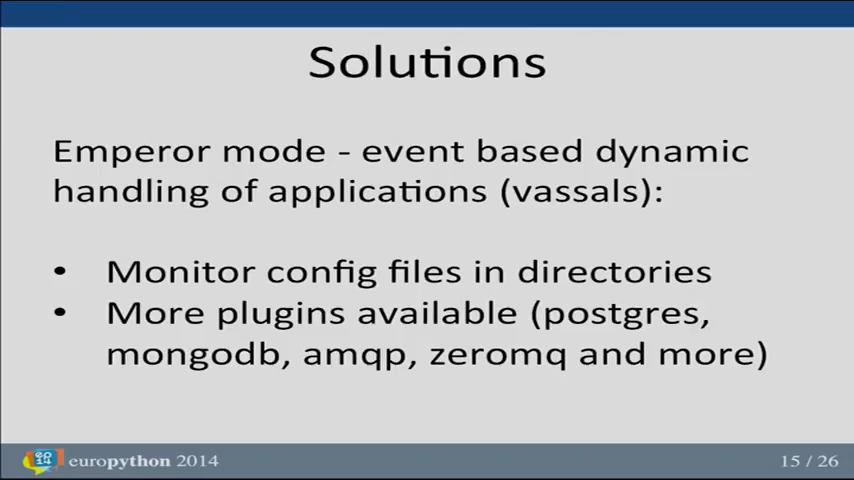 Solutions
Emperor mode - event based dynamic
handling of applications (vassals):
• Monitor config files in directories
• More plugins available (postgres,
mongodb, amqp, zeromq and more)
europython 2014
15 / 26